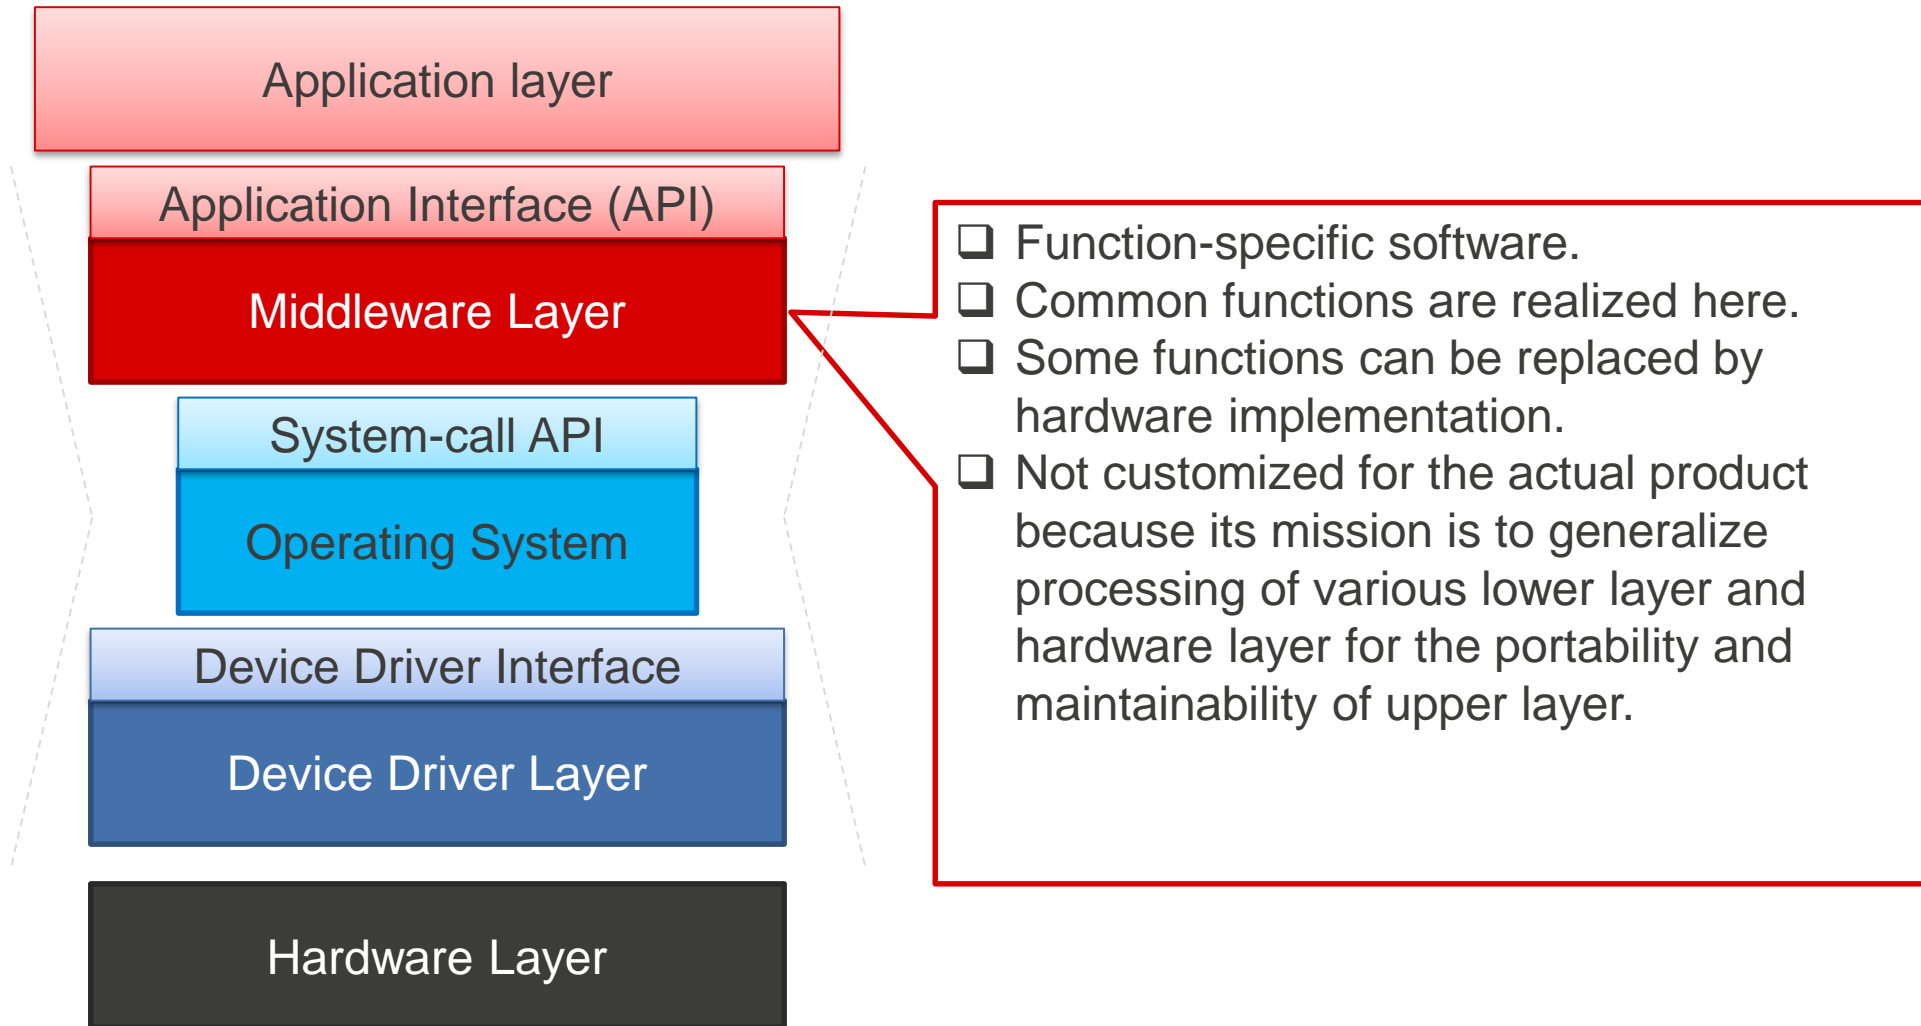 Application layer
Application Interface (API)
Middleware Layer
System-call API
Operating System
Device Driver Interface
Device Driver Layer
Hardware Layer
❑ Function-specific software.
❑ Common functions are realized here.
❑ Some functions can be replaced by
hardware implementation.
❑ Not customized for the actual product
because its mission is to generalize
processing of various lower layer and
hardware layer for the portability and
maintainability of upper layer.